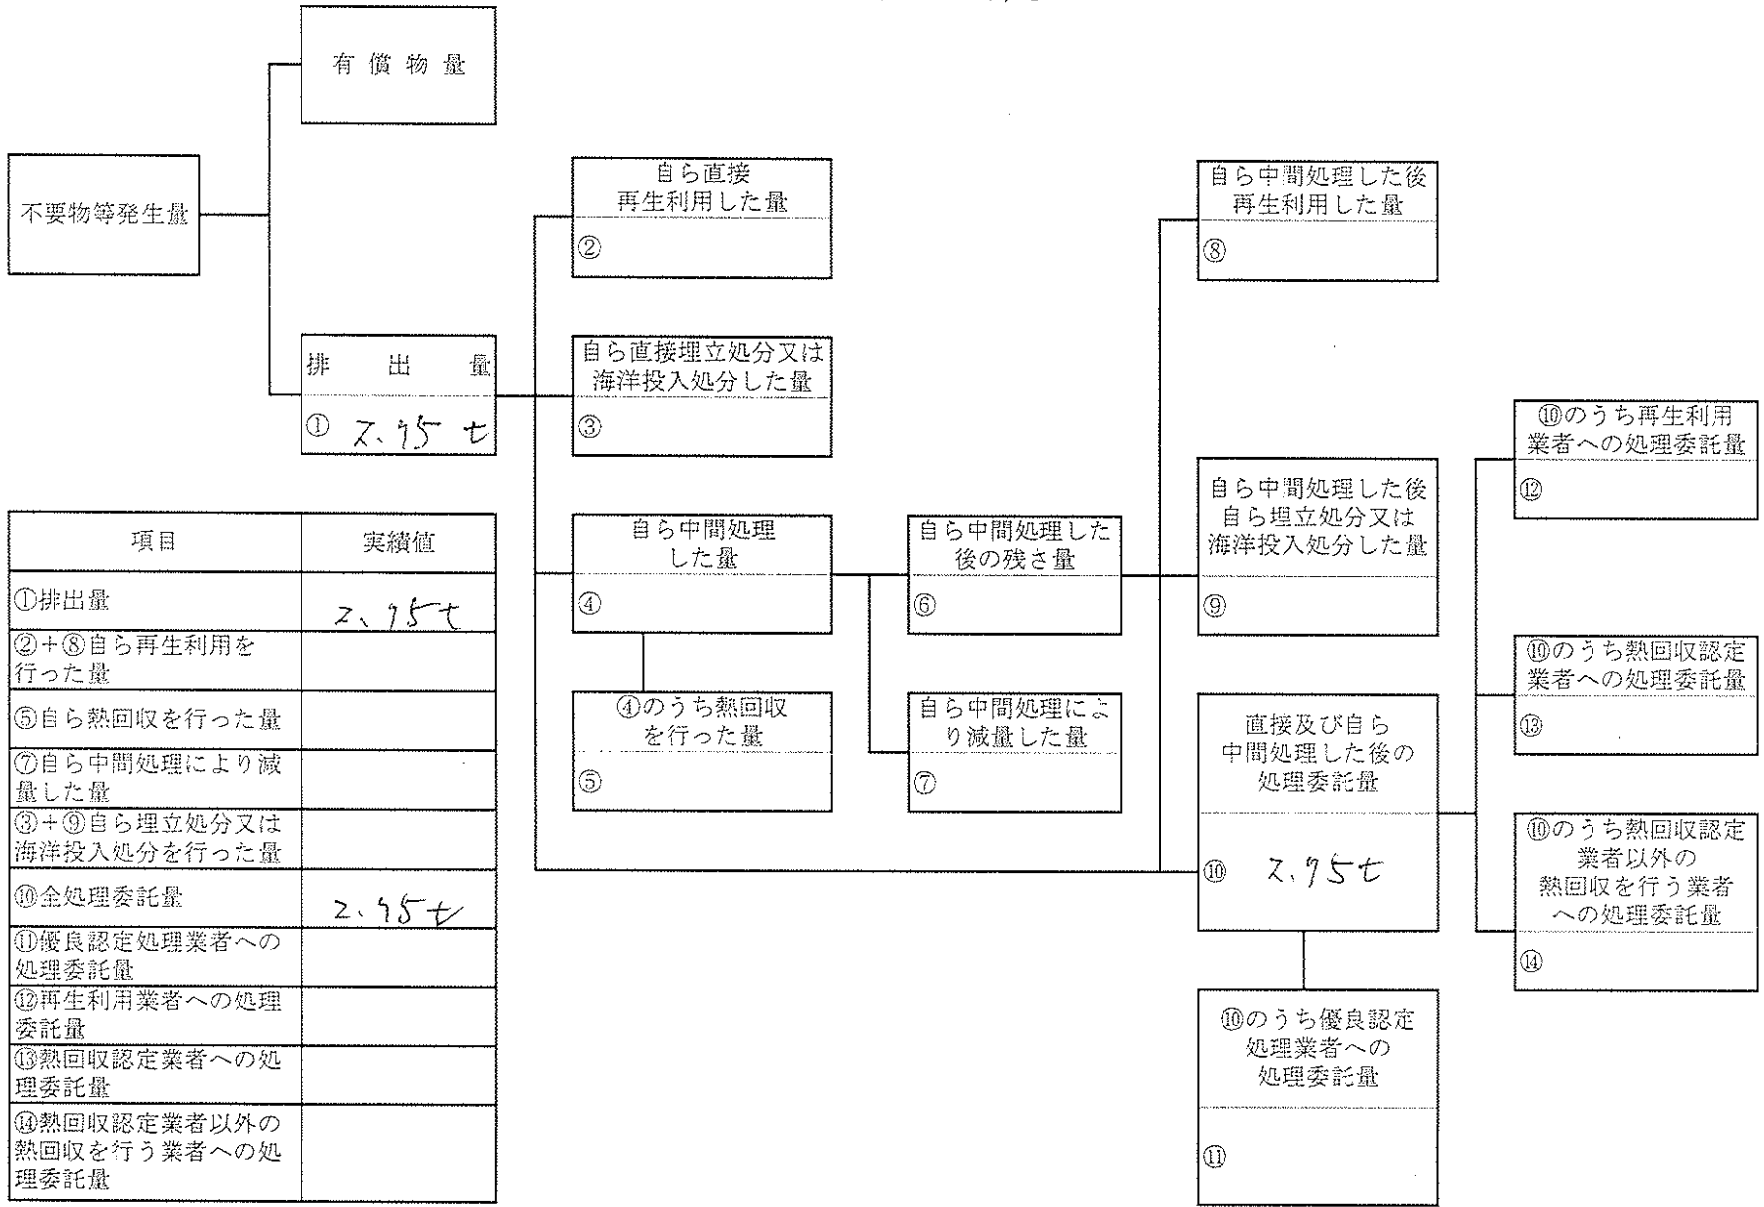 有償物量
不要物等発生量
自ら直接
再生利用した量
②
自ら中間処理した後
再生利用した量
⑧
排出量
① 2.75 t
自ら直接埋立処分又は
海洋投入処分した量
③
⑩のうち再生利用
業者への処理委託量
⑫
自ら中間処理した後
自ら埋立処分又は
海洋投入処分した量
⑨
自ら中間処理
した量
④
自ら中間処理した
後の残さ量
⑥
⑩のうち熱回収認定
業者への処理委託量
⑬
④のうち熱回収
を行った量
⑤
自ら中間処理によ
り減量した量
⑦
直接及び自ら
中間処理した後の
処理委託量
⑩ 2.75t
⑩のうち熱回収認定
業者以外の
熱回収を行う業者
への処理委託量
⑭
⑩のうち優良認定
処理業者への
処理委託量
⑪
項目 実績値
①排出量 2.75t
②+⑧自ら再生利用を
行った量
⑤自ら熱回収を行った量
⑦自ら中間処理により減
量した量
③+⑨自ら埋立処分又は
海洋投入処分を行った量
⑩全処理委託量 2.75t
⑪優良認定処理業者への
処理委託量
⑫再生利用業者への処理
委託量
⑬熱回収認定業者への処
理委託量
⑭熱回収認定業者以外の
熱回収を行う業者への処
理委託量